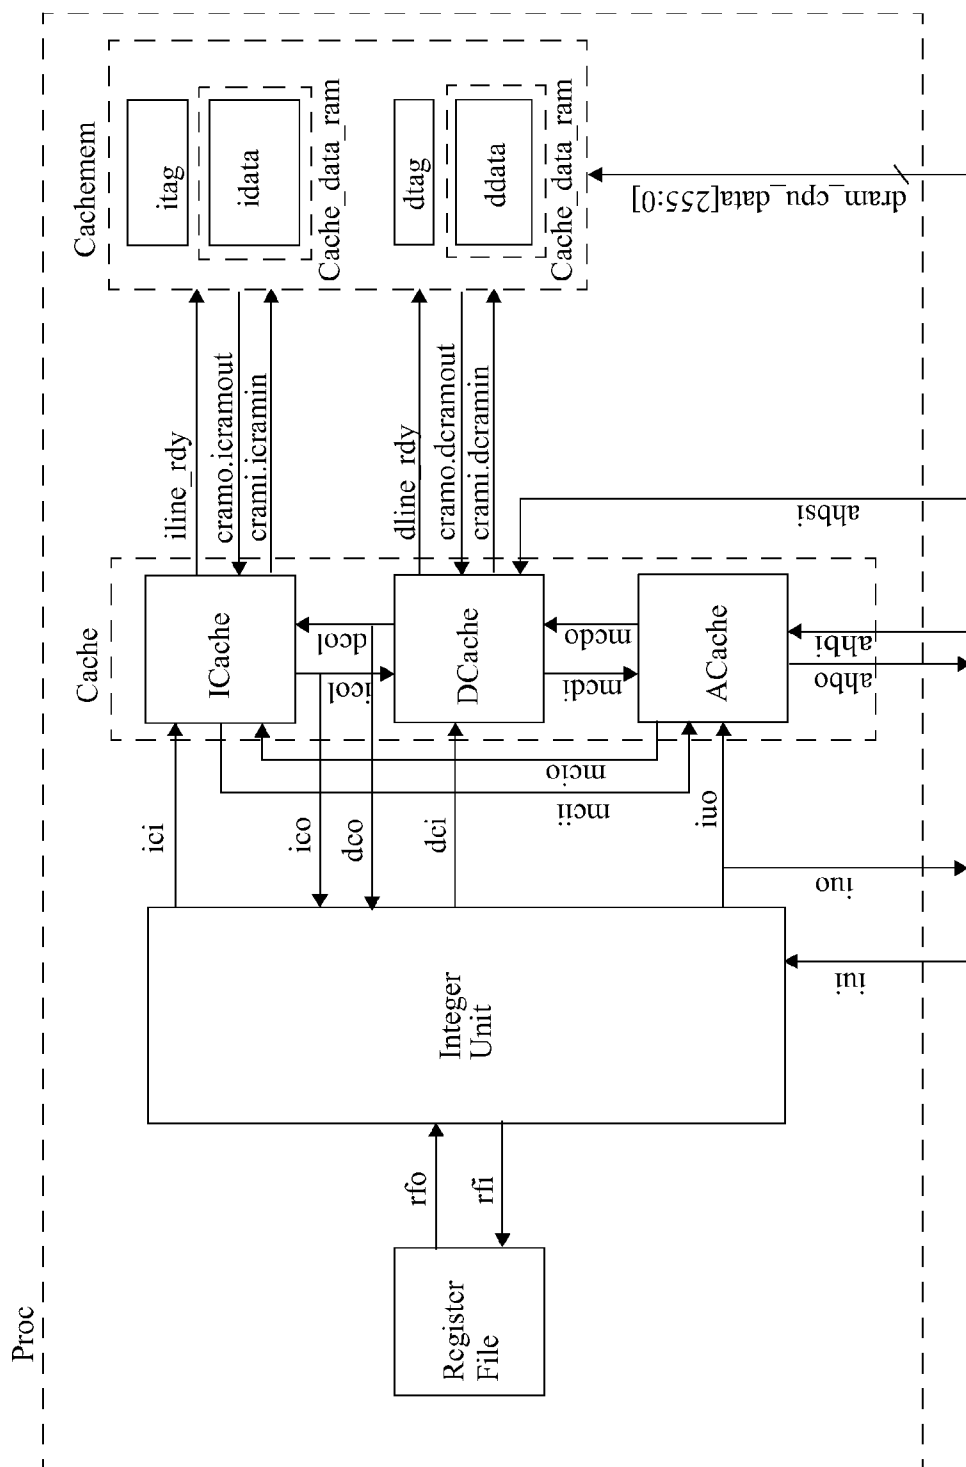 Proc
Cachemem
itag
idata
Cache_data_ram
dtag
ddata
Cache_data_ram
dram_cpu_data[255:0]
iline_rdy
cramo.icramout
crami.icramin
dline_rdy
cramo.dcramout
crami.dcramin
ahbsi
Cache
ICache
dcol
icol
DCache
mcdo
mcdi
ACache
ahbi
ahbo
mcio
mcii
ici
ico
dco
dci
iuo
iuo
iui
Integer
Unit
rfo
rfi
Register
File